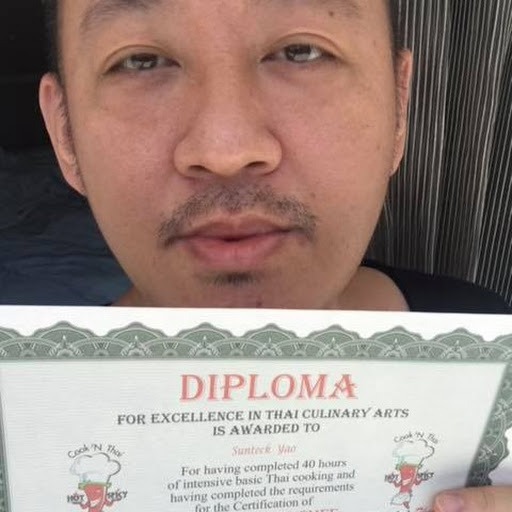 DIPLOMA
FOR EXCELLENCE IN THAI CULINARY ARTS
IS AWARDED TO
Sunteck Yao
Cook 'N Thai
HOT SPICY
Cook 'N Thai
HOT SPICY
For having completed 40 hours
of intensive basic Thai cooking and
having completed the requirements
for the Certification of